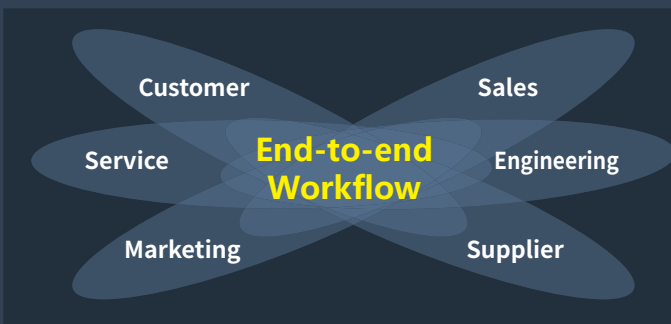 Customer
Sales
Service
End-to-end
Workflow
Engineering
Marketing
Supplier